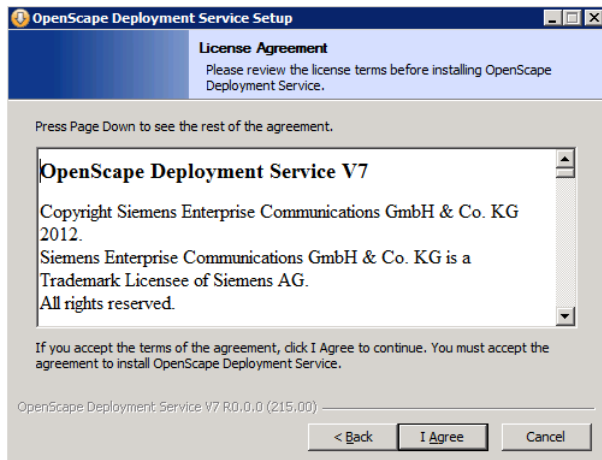 OpenScape Deployment Service Setup
License Agreement
Please review the license terms before installing OpenScape
Deployment Service.
Press Page Down to see the rest of the agreement.
OpenScape Deployment Service V7
Copyright Siemens Enterprise Communications GmbH & Co. KG
2012.
Siemens Enterprise Communications GmbH & Co. KG is a
Trademark Licensee of Siemens AG.
All rights reserved.
If you accept the terms of the agreement, click I Agree to continue. You must accept the
agreement to install OpenScape Deployment Service.
OpenScape Deployment Service V7 R0.0.0 (215.00)
< Back
I Agree
Cancel